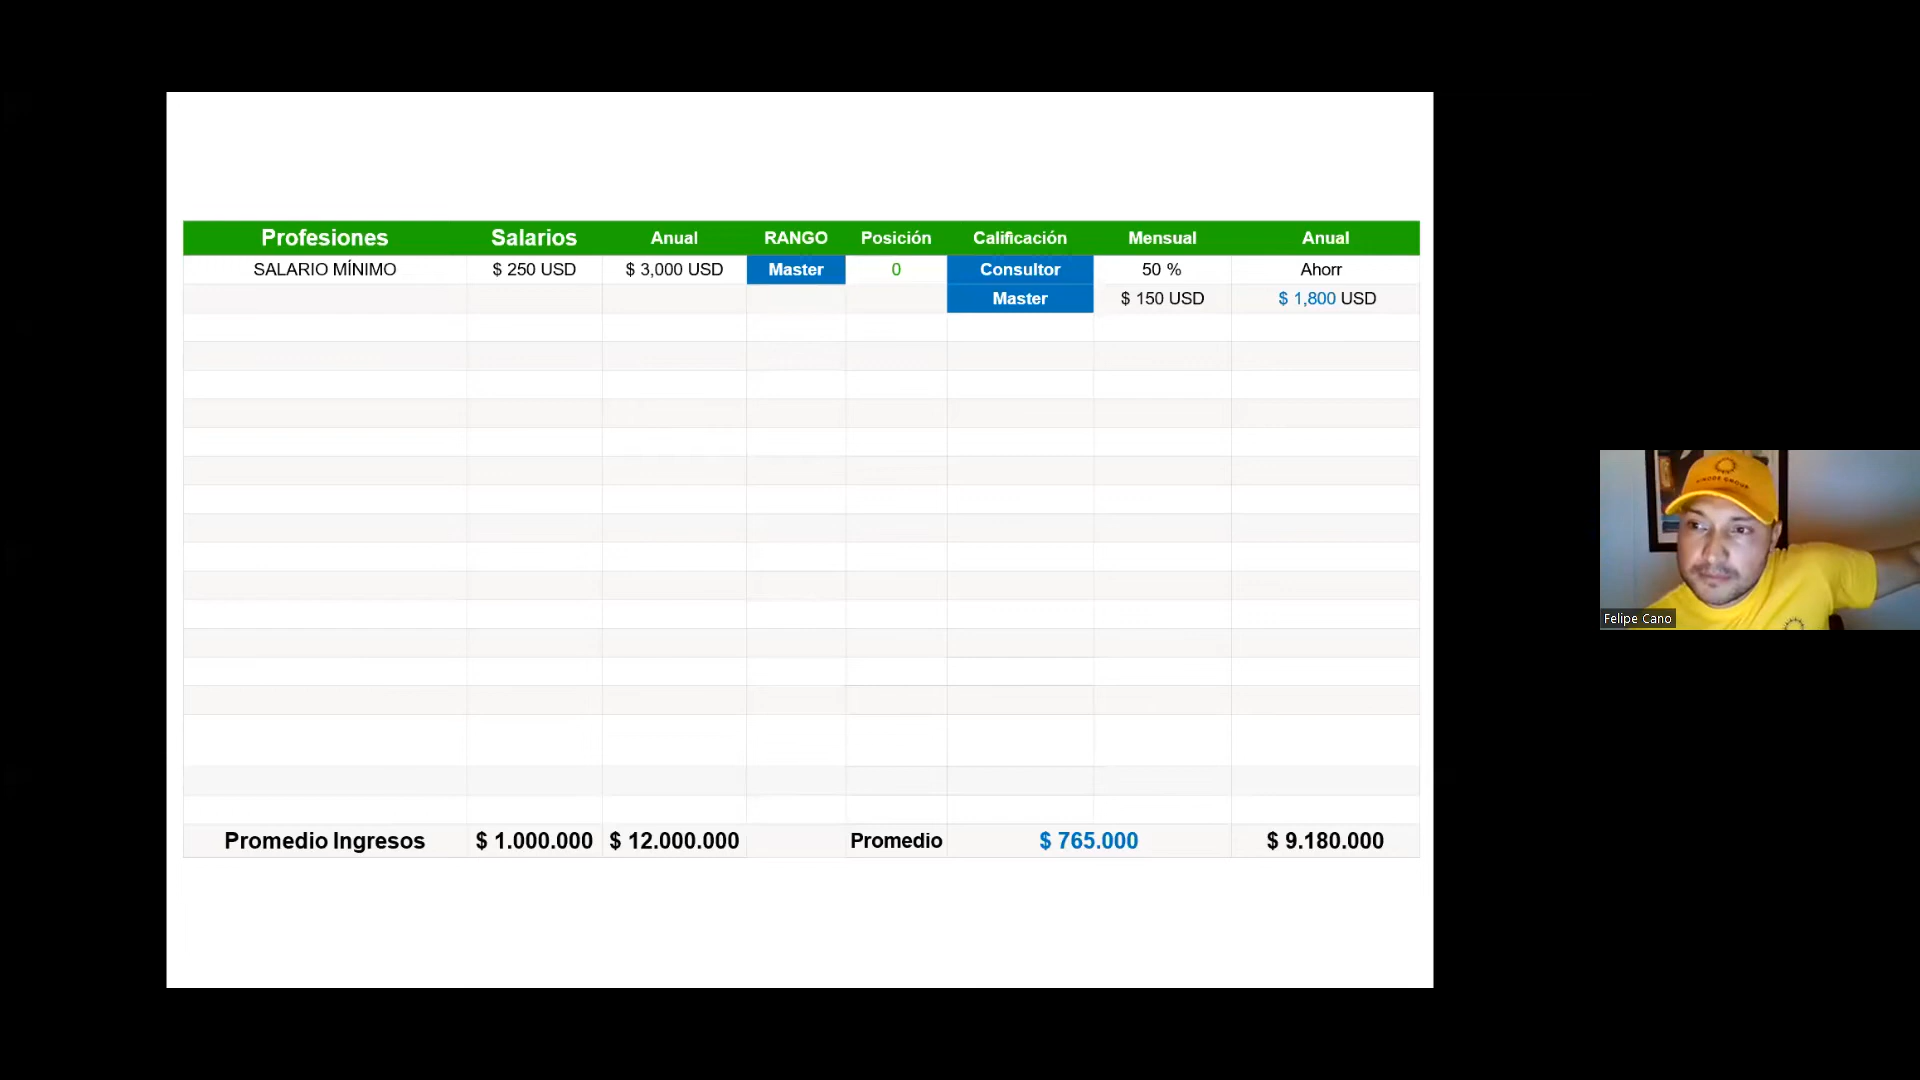 Profesiones Salarios Anual RANGO Posición Calificación Mensual Anual
SALARIO MÍNIMO $ 250 USD $ 3,000 USD Master 0 Consultor 50 % Ahorr
Master $ 150 USD $ 1,800 USD
Promedio Ingresos $ 1.000.000 $ 12.000.000 Promedio $ 765.000 $ 9.180.000
Felipe Cano